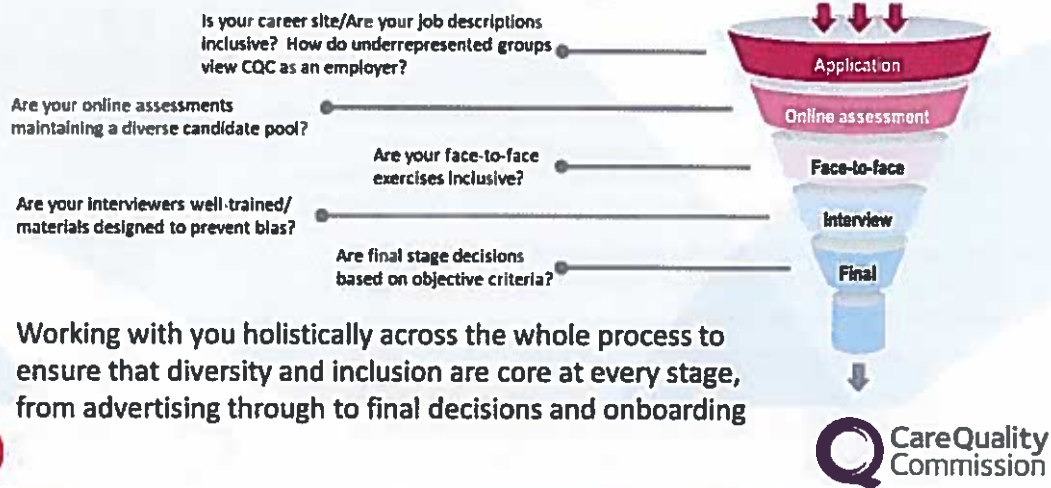 Is your career site/Are your job descriptions
inclusive? How do underrepresented groups
view CQC as an employer?
Application
Are your online assessments
maintaining a diverse candidate pool?
Online assessment
Are your face-to-face
exercises inclusive?
Face-to-face
Are your interviewers well-trained/
materials designed to prevent bias?
Interview
Are final stage decisions
based on objective criteria?
Final
Working with you holistically across the whole process to
ensure that diversity and inclusion are core at every stage,
from advertising through to final decisions and onboarding
CareQuality
Commission